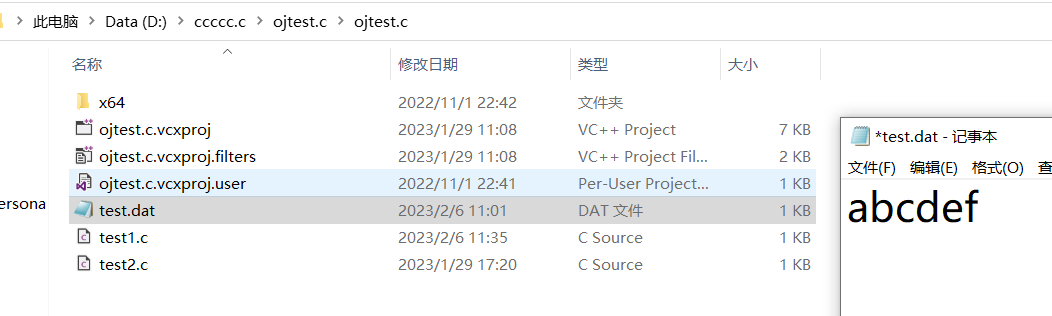 此电脑 > Data (D:) > ccccc.c > ojtest.c > ojtest.c
名称 修改日期 类型 大小
x64 2022/11/1 22:42 文件夹
ojtest.c.vcxproj 2023/1/29 11:08 VC++ Project 7 KB
ojtest.c.vcxproj.filters 2023/1/29 11:08 VC++ Project Fil... 2 KB
ojtest.c.vcxproj.user 2022/11/1 22:41 Per-User Project... 1 KB
ersona
test.dat 2023/2/6 11:01 DAT 文件 1 KB
test1.c 2023/2/6 11:35 C Source 1 KB
test2.c 2023/1/29 17:20 C Source 1 KB
*test.dat - 记事本
文件(F) 编辑(E) 格式(O) 查
abcdef